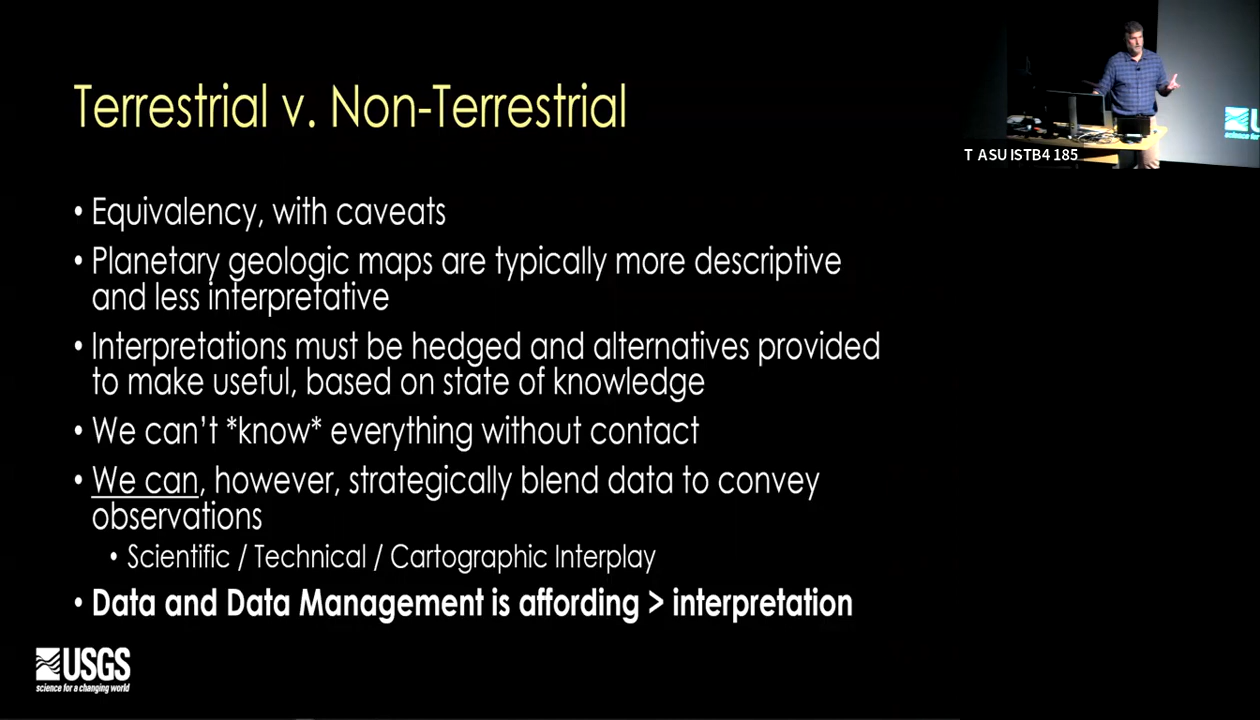 Terrestrial v. Non-Terrestrial
T ASU ISTB4 185
• Equivalency, with caveats
• Planetary geologic maps are typically more descriptive
and less interpretative
• Interpretations must be hedged and alternatives provided
to make useful, based on state of knowledge
• We can't *know* everything without contact
• We can, however, strategically blend data to convey
observations
• Scientific / Technical / Cartographic Interplay
• Data and Data Management is affording > interpretation
USGS
science for a changing world